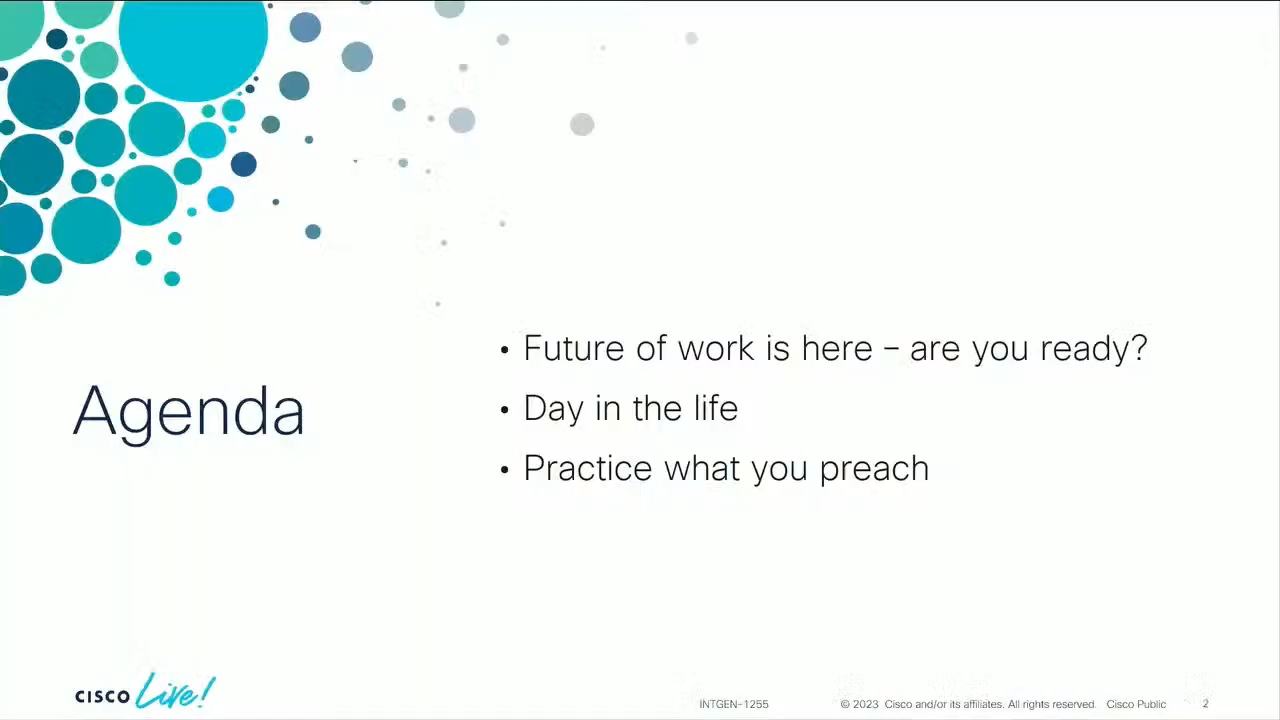 Agenda
• Future of work is here – are you ready?
• Day in the life
• Practice what you preach
CISCO Live!
INTGEN-1255
© 2023 Cisco and/or its affiliates. All rights reserved. Cisco Public
2